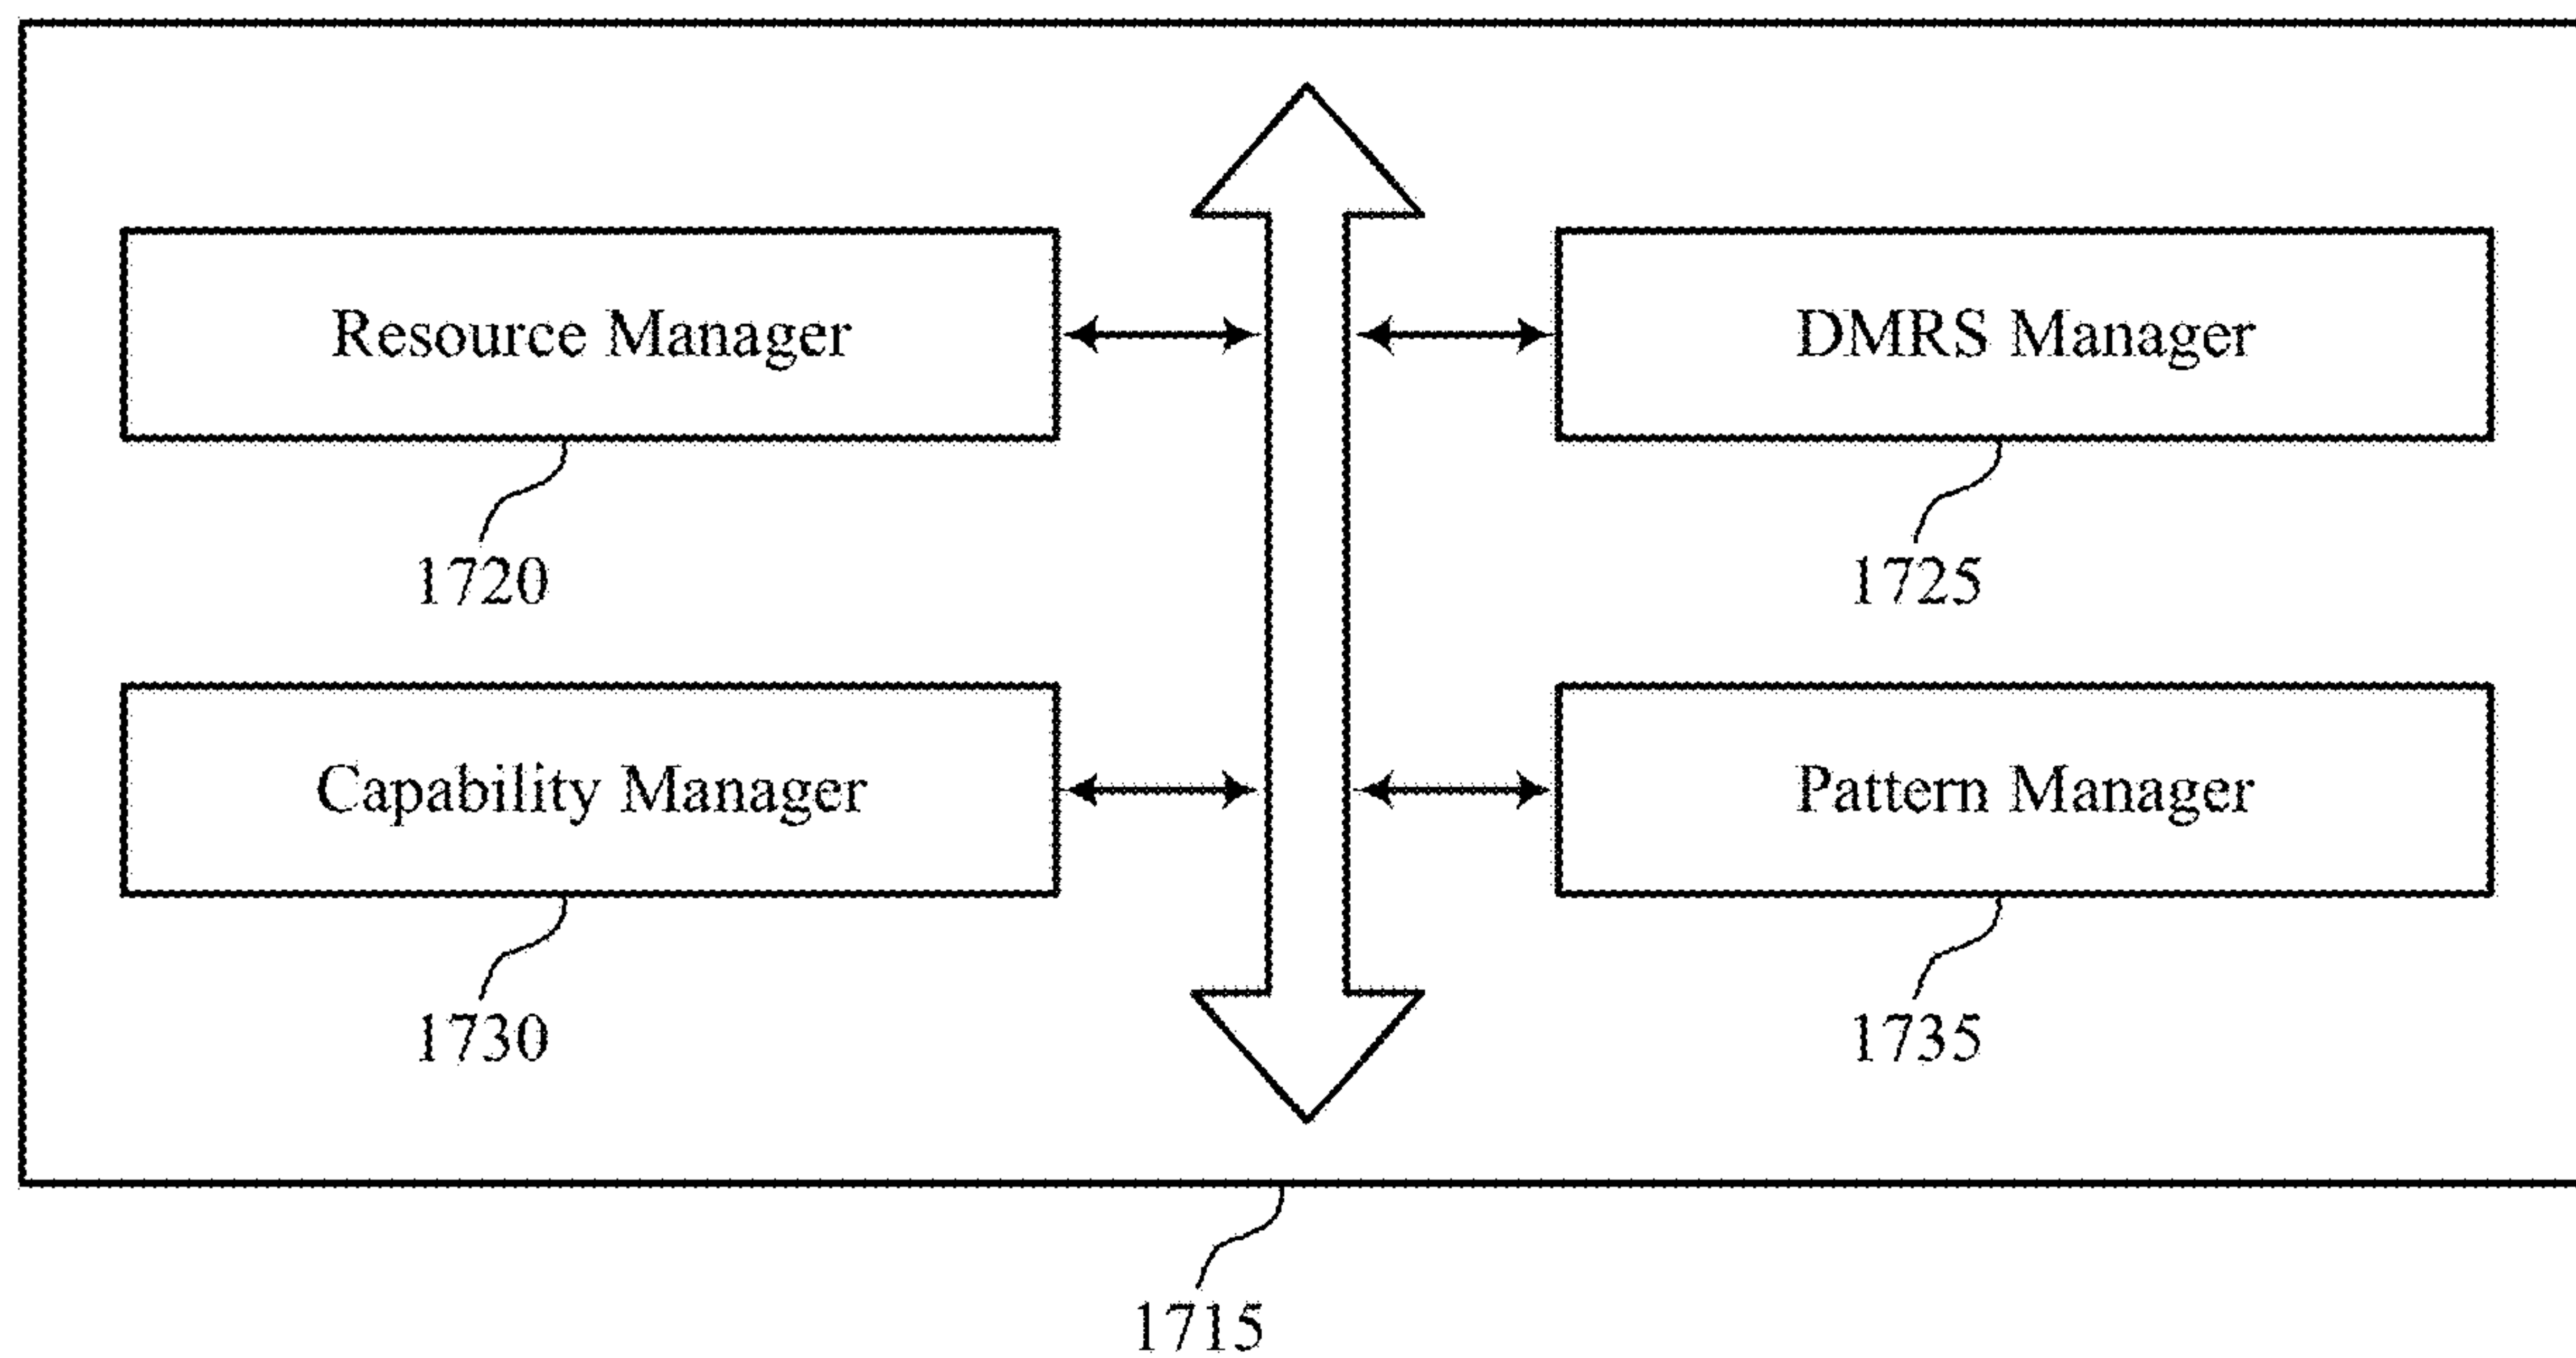 Resource Manager
DMRS Manager
1720
1725
Capability Manager
Pattern Manager
1730
1735
1715